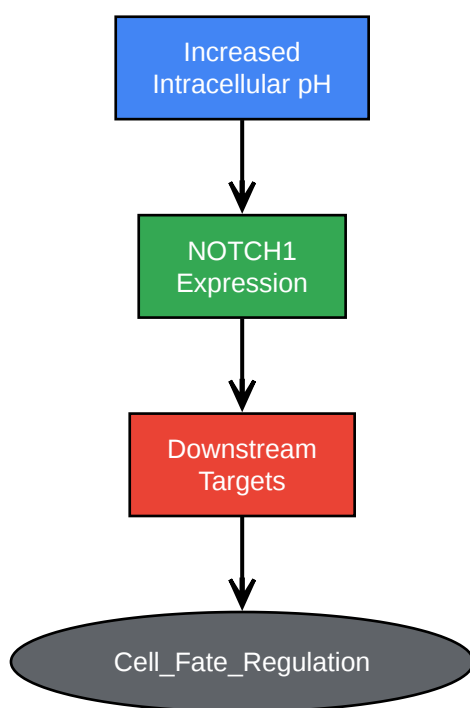 Increased
Intracellular pH
NOTCH1
Expression
Downstream
Targets
Cell_Fate_Regulation